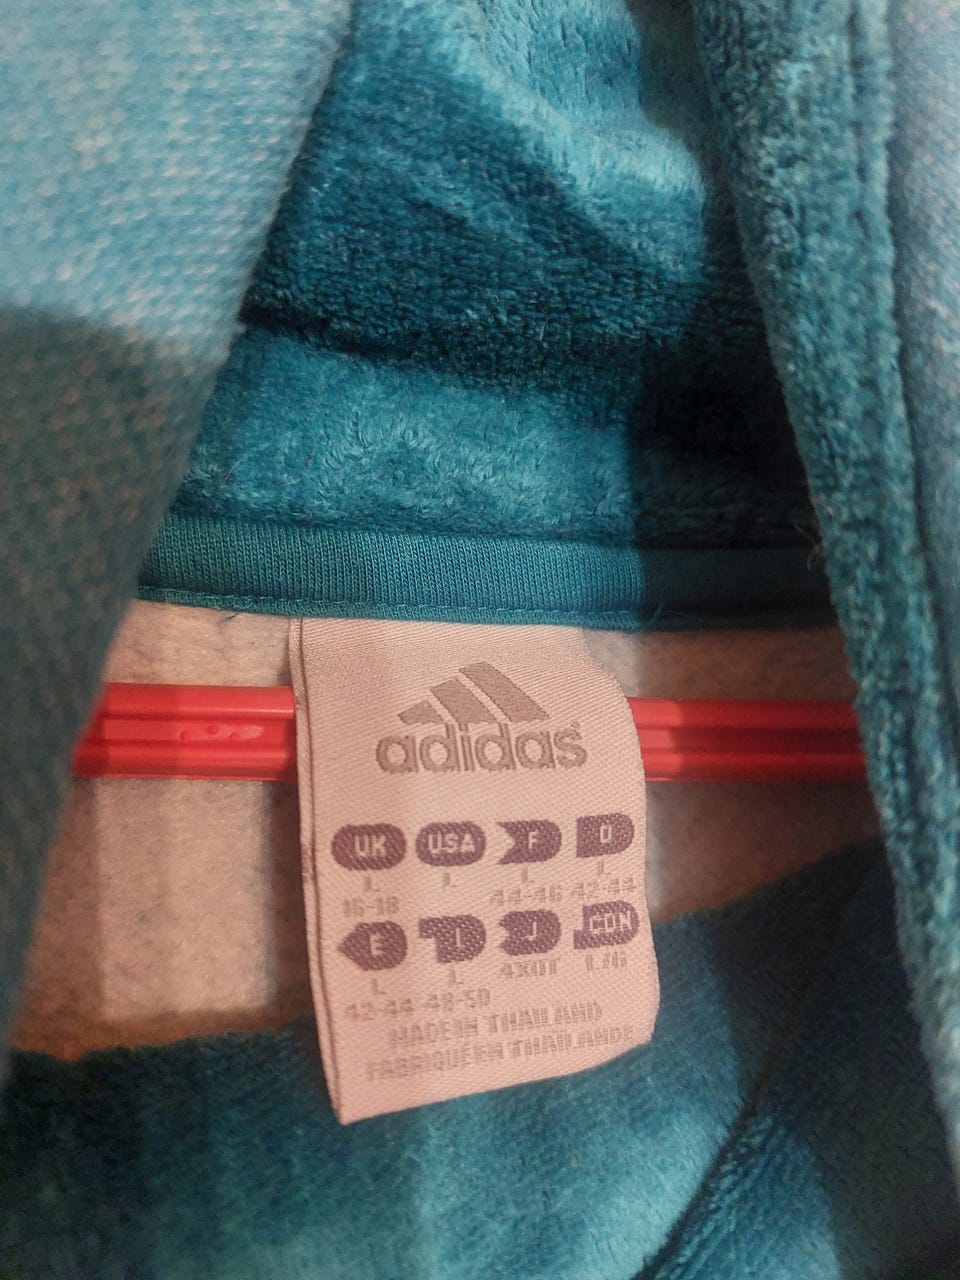 adidas
UK USA F D
L L L L
16-18 44-46 42-44
E I J CDN
L L 4XOT L/G
42-44 48-50
MADE IN THAILAND
FABRIQUÉ EN THAÏLANDE